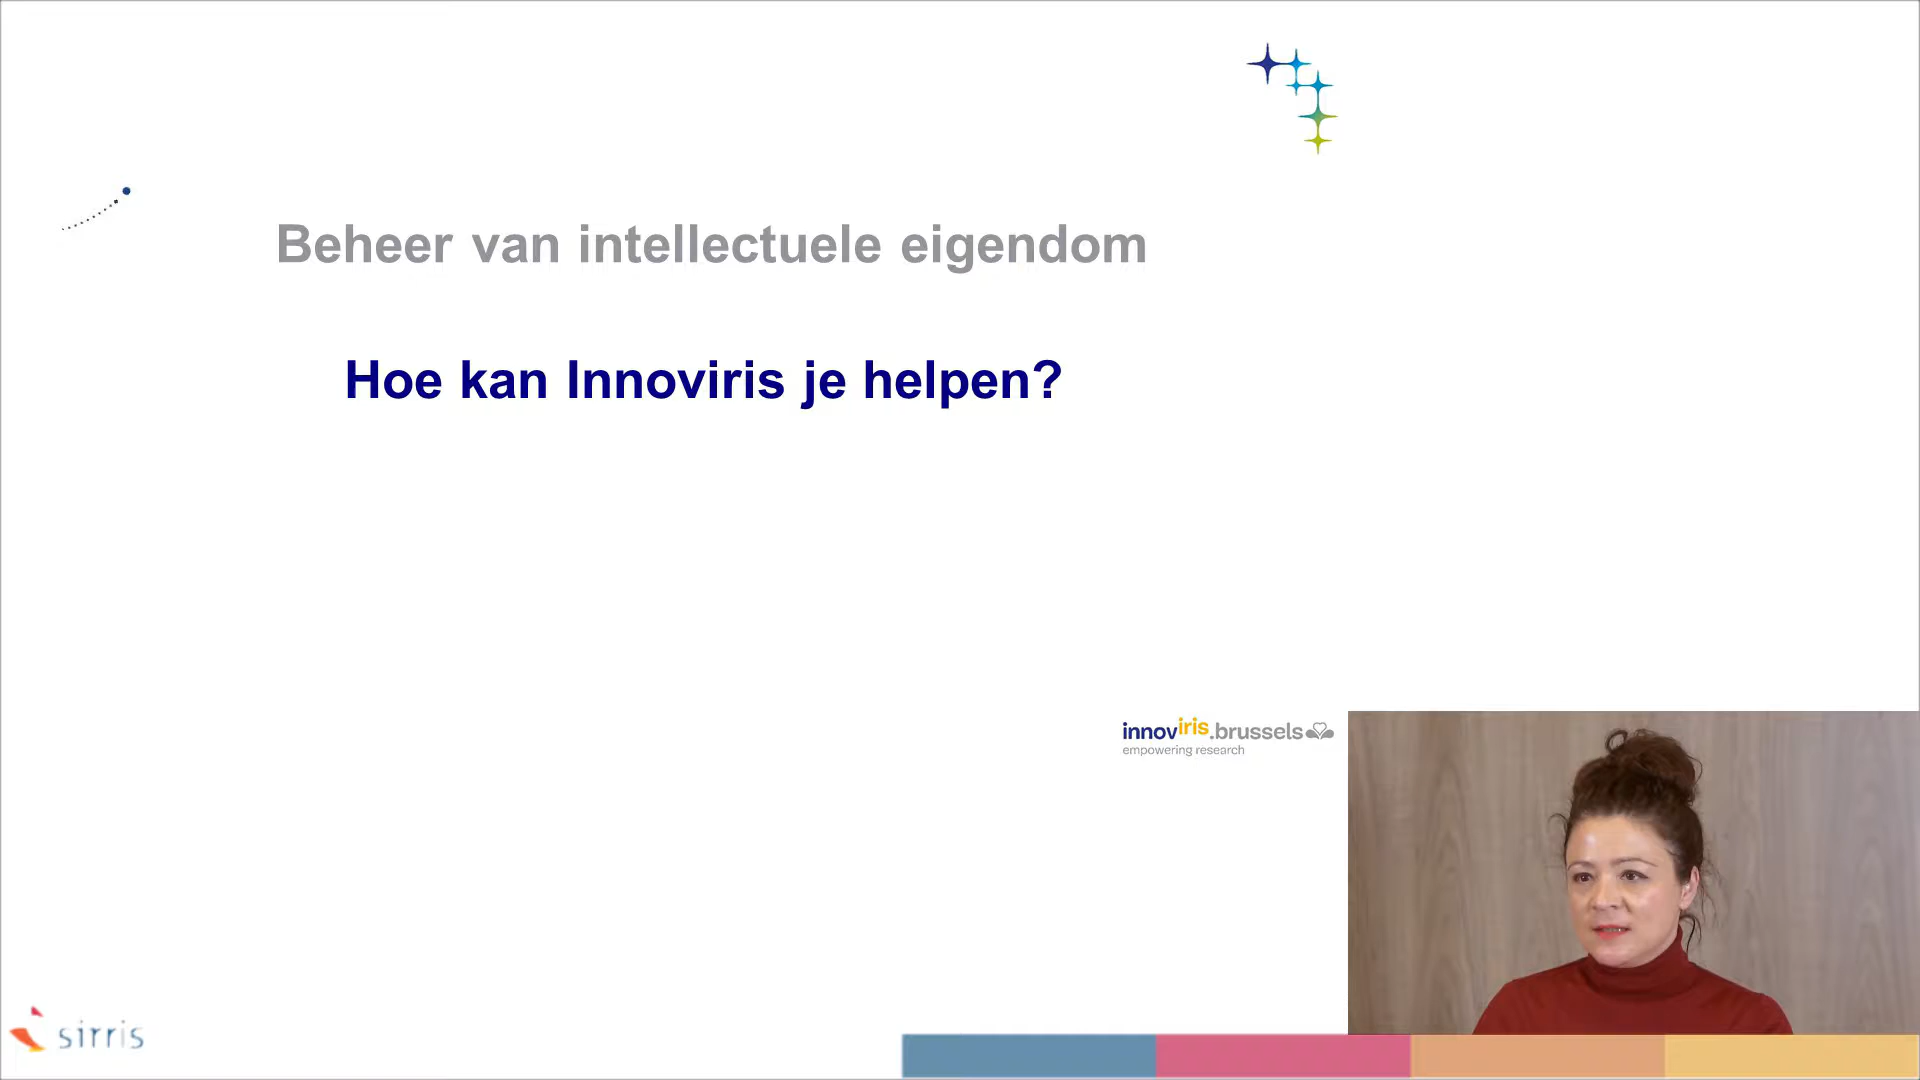 Beheer van intellectuele eigendom
Hoe kan Innoviris je helpen?
innoviris.brussels
empowering research
sirris